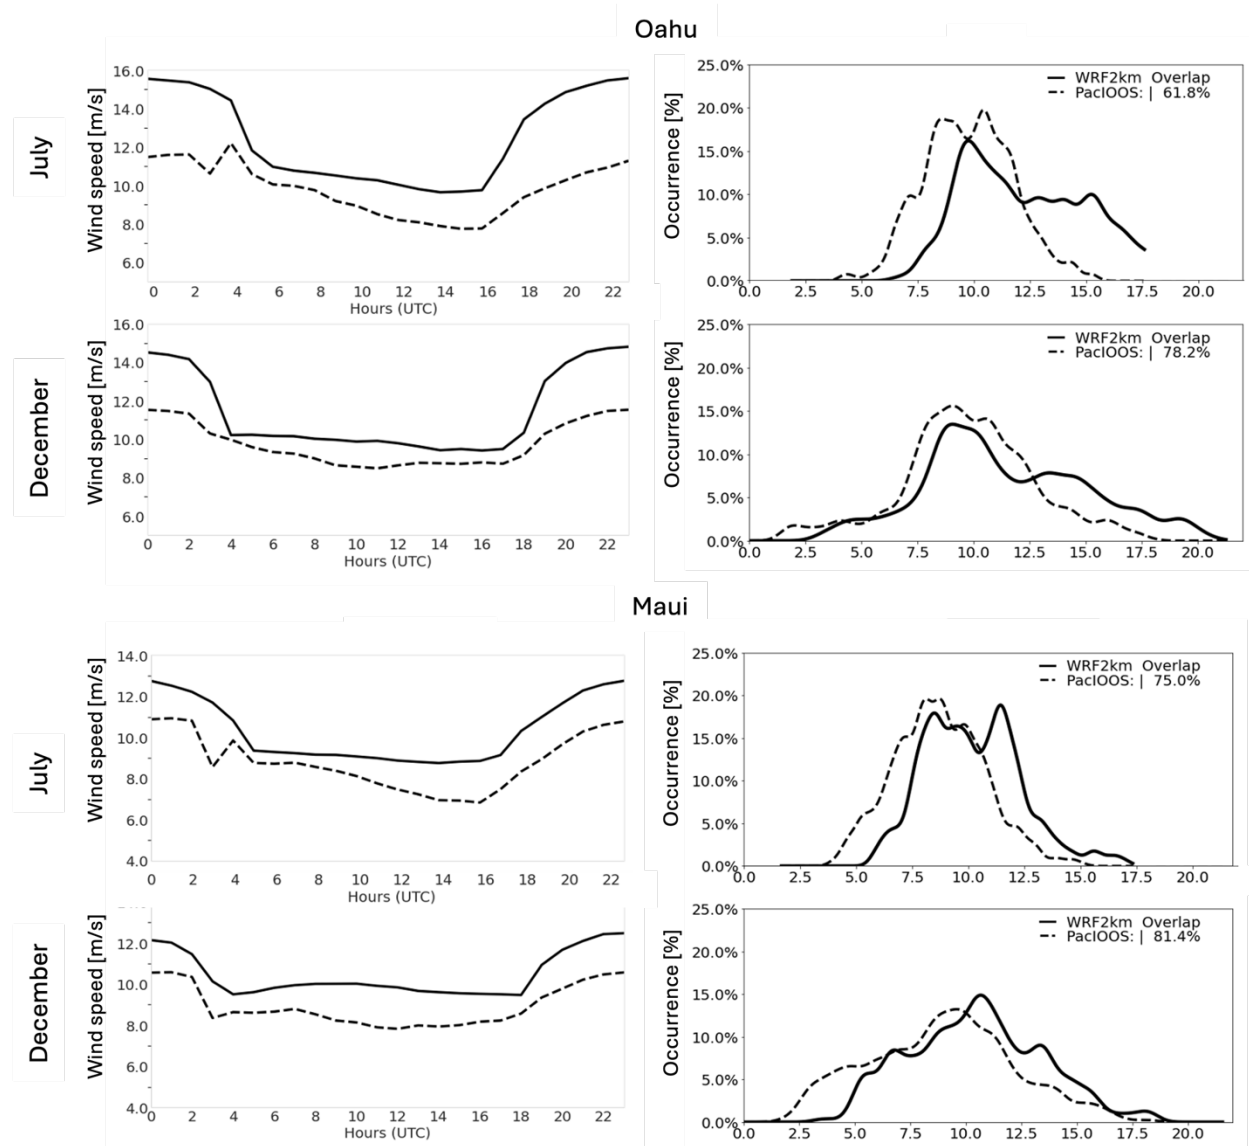 Oahu
July
Wind speed [m/s]
16.0
14.0
12.0
10.0
8.0
6.0
0 2 4 6 8 10 12 14 16 18 20 22
Hours (UTC)
Occurrence [%]
25.0%
20.0%
15.0%
10.0%
5.0%
0.0%
0.0 2.5 5.0 7.5 10.0 12.5 15.0 17.5 20.0
WRF2km Overlap
PacIOOS: | 61.8%
December
Wind speed [m/s]
16.0
14.0
12.0
10.0
8.0
6.0
0 2 4 6 8 10 12 14 16 18 20 22
Hours (UTC)
Occurrence [%]
25.0%
20.0%
15.0%
10.0%
5.0%
0.0%
0.0 2.5 5.0 7.5 10.0 12.5 15.0 17.5 20.0
WRF2km Overlap
PacIOOS: | 78.2%
Maui
July
Wind speed [m/s]
14.0
12.0
10.0
8.0
6.0
4.0
0 2 4 6 8 10 12 14 16 18 20 22
Hours (UTC)
Occurrence [%]
25.0%
20.0%
15.0%
10.0%
5.0%
0.0%
0.0 2.5 5.0 7.5 10.0 12.5 15.0 17.5 20.0
WRF2km Overlap
PacIOOS: | 75.0%
December
Wind speed [m/s]
12.0
10.0
8.0
6.0
4.0
0 2 4 6 8 10 12 14 16 18 20 22
Hours (UTC)
Occurrence [%]
25.0%
20.0%
15.0%
10.0%
5.0%
0.0%
0.0 2.5 5.0 7.5 10.0 12.5 15.0 17.5 20.0
WRF2km Overlap
PacIOOS: | 81.4%